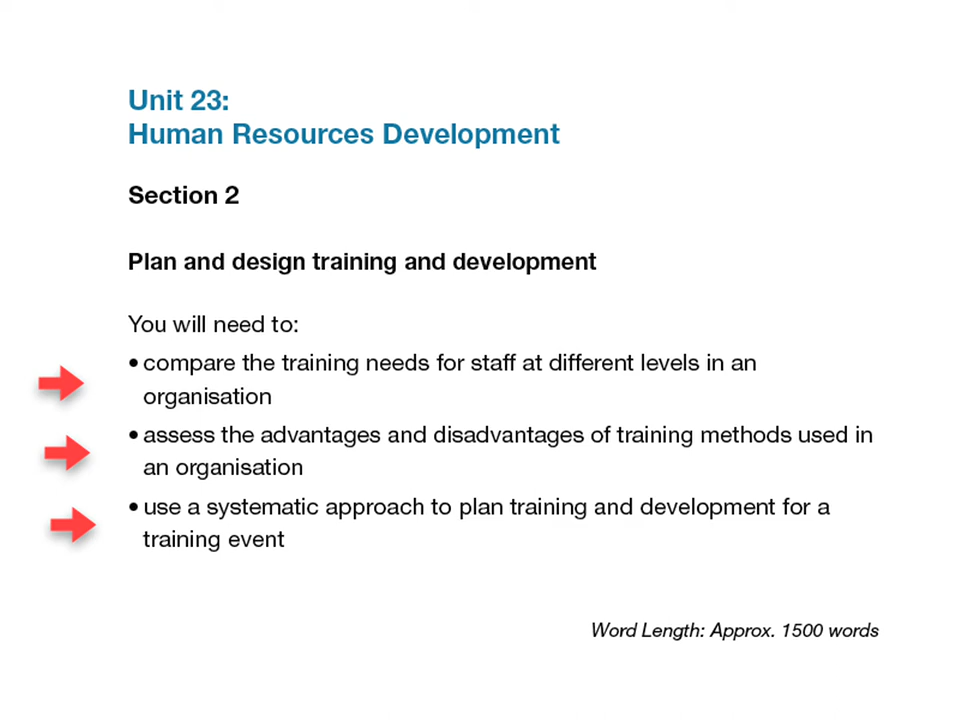 Unit 23:
Human Resources Development
Section 2
Plan and design training and development
You will need to:
• compare the training needs for staff at different levels in an
organisation
• assess the advantages and disadvantages of training methods used in
an organisation
• use a systematic approach to plan training and development for a
training event
Word Length: Approx. 1500 words